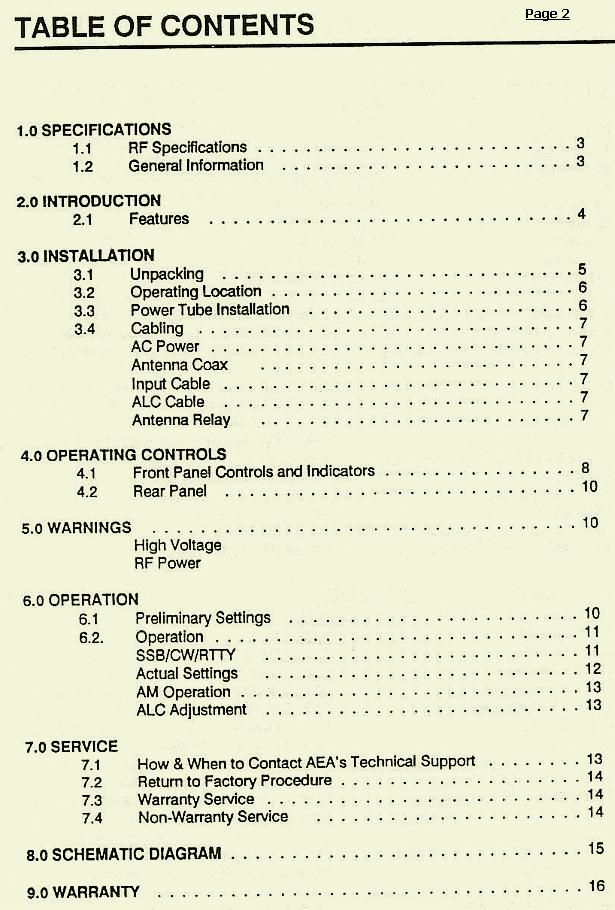 Page 2
TABLE OF CONTENTS
1.0 SPECIFICATIONS
1.1 RF Specifications . . . . . . . . . . . . . . . . . . . . 3
1.2 General Information . . . . . . . . . . . . . . . . . . . 3
2.0 INTRODUCTION
2.1 Features . . . . . . . . . . . . . . . . . . . . . . . 4
3.0 INSTALLATION
3.1 Unpacking . . . . . . . . . . . . . . . . . . . . . . 5
3.2 Operating Location . . . . . . . . . . . . . . . . . . . 6
3.3 Power Tube Installation . . . . . . . . . . . . . . . . . 6
3.4 Cabling . . . . . . . . . . . . . . . . . . . . . . . . 7
AC Power . . . . . . . . . . . . . . . . . . . . . . . 7
Antenna Coax . . . . . . . . . . . . . . . . . . . . 7
Input Cable . . . . . . . . . . . . . . . . . . . . . . 7
ALC Cable . . . . . . . . . . . . . . . . . . . . . . 7
Antenna Relay . . . . . . . . . . . . . . . . . . . . 7
4.0 OPERATING CONTROLS
4.1 Front Panel Controls and Indicators . . . . . . . . . . . . 8
4.2 Rear Panel . . . . . . . . . . . . . . . . . . . . . . 10
5.0 WARNINGS . . . . . . . . . . . . . . . . . . . . . . . . . . . 10
High Voltage
RF Power
6.0 OPERATION
6.1 Preliminary Settings . . . . . . . . . . . . . . . . . . 10
6.2. Operation . . . . . . . . . . . . . . . . . . . . . . . 11
SSB/CW/RTTY . . . . . . . . . . . . . . . . . . . . 11
Actual Settings . . . . . . . . . . . . . . . . . . . . 12
AM Operation . . . . . . . . . . . . . . . . . . . . . 13
ALC Adjustment . . . . . . . . . . . . . . . . . . . . 13
7.0 SERVICE
7.1 How & When to Contact AEA's Technical Support . . . . . . . . 13
7.2 Return to Factory Procedure . . . . . . . . . . . . . . . 14
7.3 Warranty Service . . . . . . . . . . . . . . . . . . . . 14
7.4 Non-Warranty Service . . . . . . . . . . . . . . . . . 14
8.0 SCHEMATIC DIAGRAM . . . . . . . . . . . . . . . . . . . . . . 15
9.0 WARRANTY . . . . . . . . . . . . . . . . . . . . . . . . . . . 16